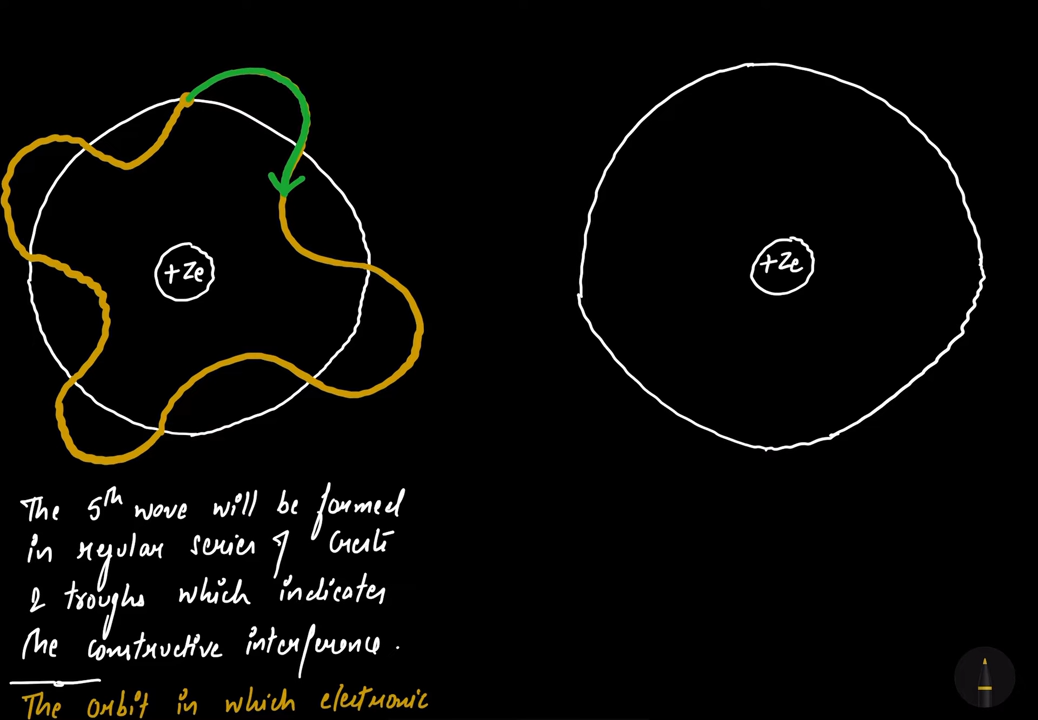 +Ze
+Ze
The 5th wave will be formed
in regular series of Crests
& troughs which indicates
the constructive interference.
The orbit in which electronic